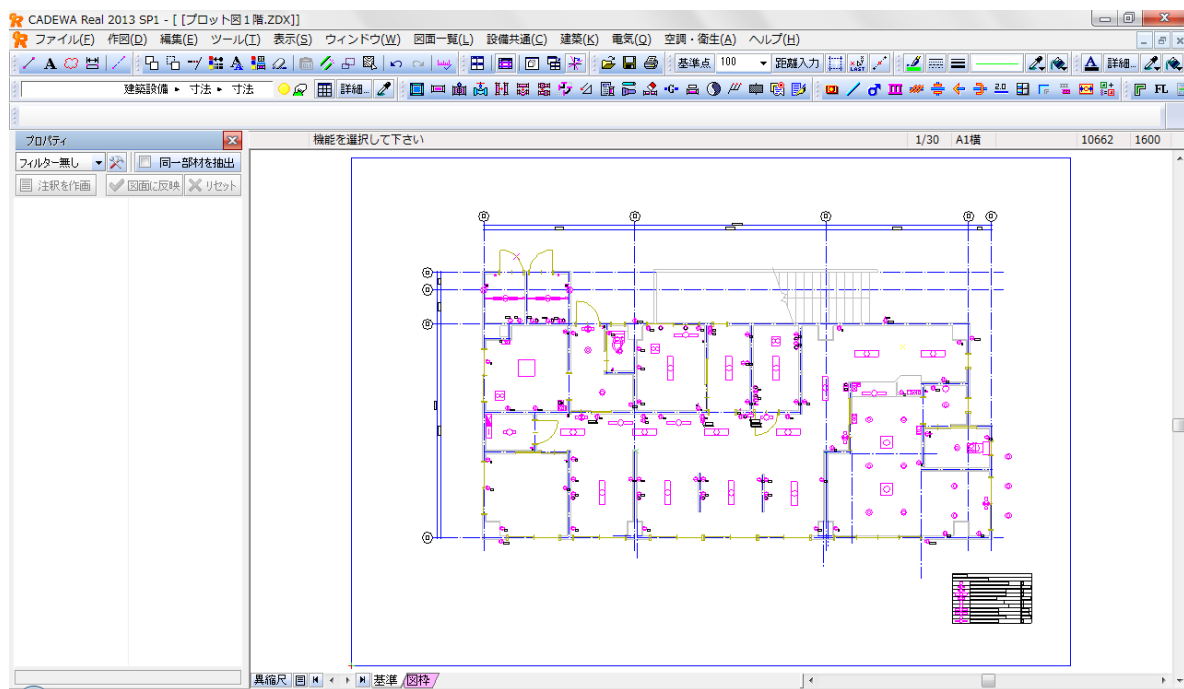 CADEWA Real 2013 SP1 - [ [プロット図1階.ZDX]]
ファイル(F) 作図(D) 編集(E) ツール(T) 表示(S) ウィンドウ(W) 図面一覧(L) 設備共通(C) 建築(K) 電気(Q) 空調・衛生(A) ヘルプ(H)
基準点 100 距離入力 LAST A 詳細...
建築設備 ▸ 寸法 ▸ 寸法 詳細... 2.0 FL
プロパティ 機能を選択して下さい 1/30 A1横 10662 1600
フィルター無し 同一部材を抽出
注釈を作画 図面に反映 リセット
異縮尺 基準 図枠